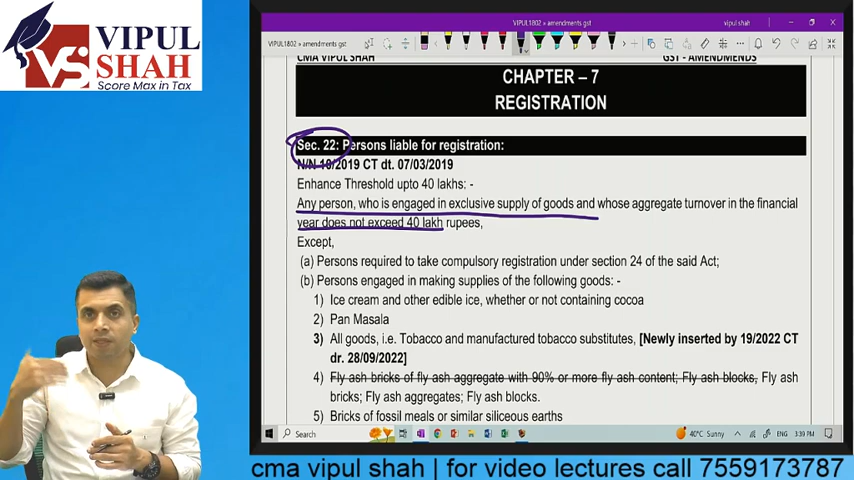 VIPUL
SHAH
Score Max in Tax
VS
VIPUL1802 » amendments gst
vipul shah
VIPUL1802 » amendments gst
CMA VIPUL SHAH
GST - AMENDMENDS
CHAPTER – 7
REGISTRATION
Sec. 22: Persons liable for registration:
N/N 10/2019 CT dt. 07/03/2019
Enhance Threshold upto 40 lakhs: -
Any person, who is engaged in exclusive supply of goods and whose aggregate turnover in the financial
year does not exceed 40 lakh rupees,
Except,
(a) Persons required to take compulsory registration under section 24 of the said Act;
(b) Persons engaged in making supplies of the following goods: -
1) Ice cream and other edible ice, whether or not containing cocoa
2) Pan Masala
3) All goods, i.e. Tobacco and manufactured tobacco substitutes, [Newly inserted by 19/2022 CT
dr. 28/09/2022]
4) Fly ash bricks of fly ash aggregate with 90% or more fly ash content; Fly ash blocks, Fly ash
bricks; Fly ash aggregates; Fly ash blocks.
5) Bricks of fossil meals or similar siliceous earths
Search
40°C Sunny
ENG
3:39 PM
cma vipul shah | for video lectures call 7559173787